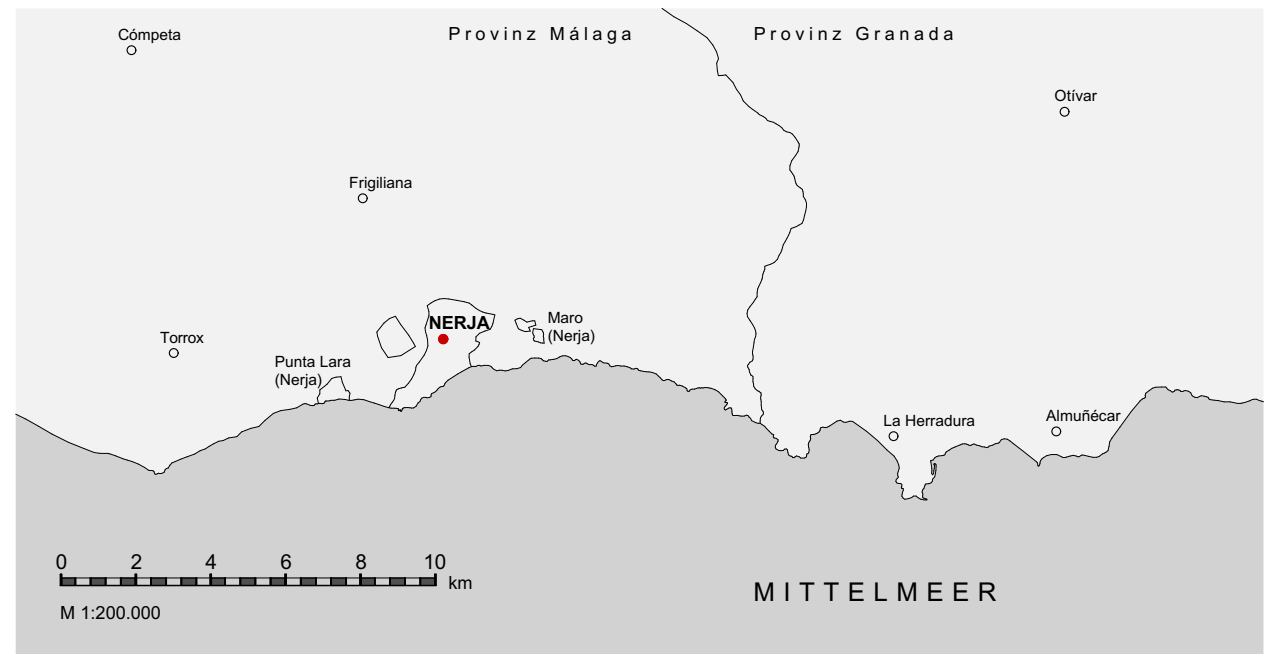 Cómpeta
Provinz Málaga
Provinz Granada
Otívar
Frigiliana
NERJA
Maro
(Nerja)
Torrox
Punta Lara
(Nerja)
La Herradura
Almuñécar
0 2 4 6 8 10
km
M 1:200.000
MITTELMEER